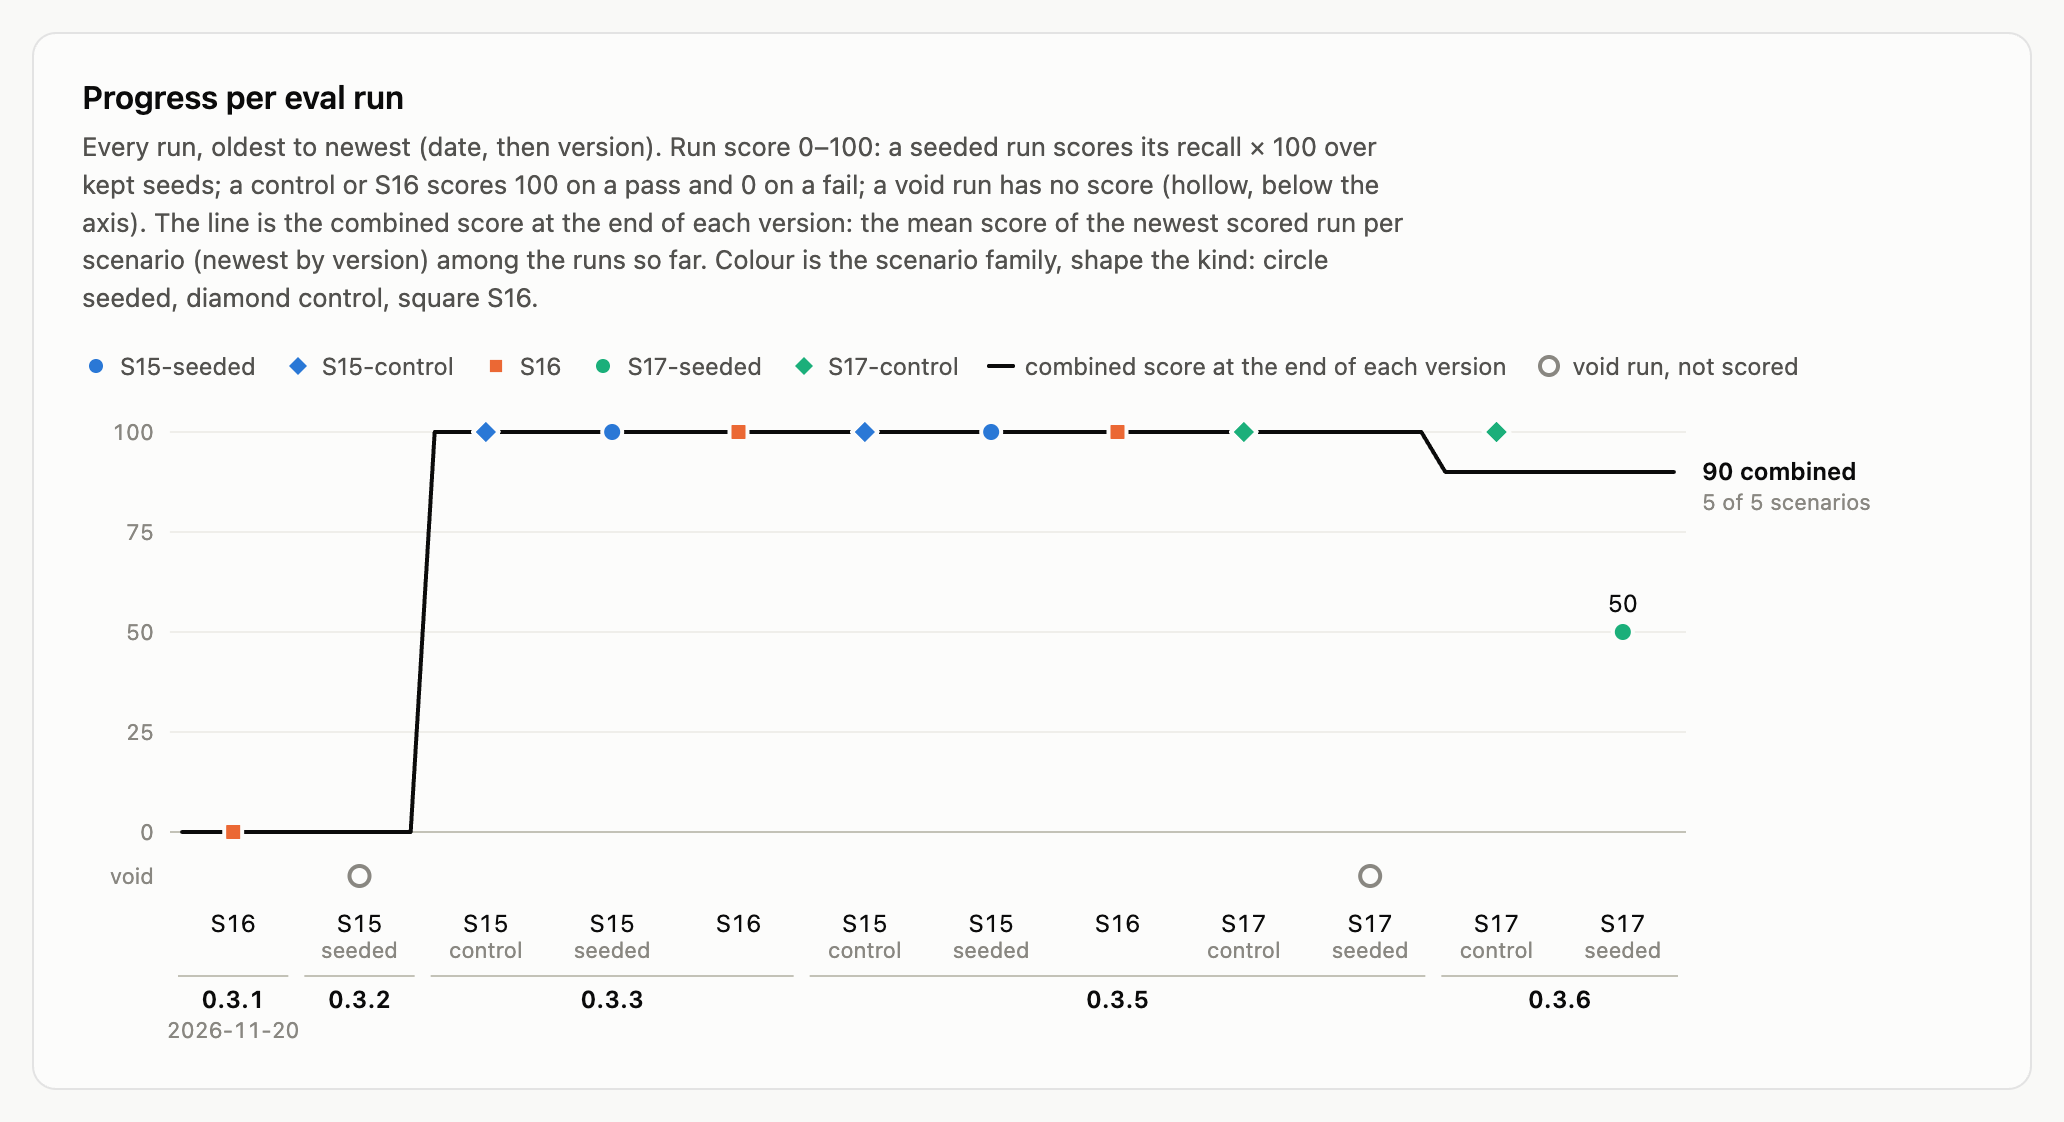 Progress per eval run
Every run, oldest to newest (date, then version). Run score 0–100: a seeded run scores its recall × 100 over
kept seeds; a control or S16 scores 100 on a pass and 0 on a fail; a void run has no score (hollow, below the
axis). The line is the combined score at the end of each version: the mean score of the newest scored run per
scenario (newest by version) among the runs so far. Colour is the scenario family, shape the kind: circle
seeded, diamond control, square S16.
S15-seeded S15-control S16 S17-seeded S17-control combined score at the end of each version void run, not scored
100
90 combined
5 of 5 scenarios
75
50
50
25
0
void
S16 S15 S15 S15 S16 S15 S15 S16 S17 S17 S17 S17
seeded control seeded control seeded control seeded control seeded
0.3.1 0.3.2 0.3.3 0.3.5 0.3.6
2026-11-20